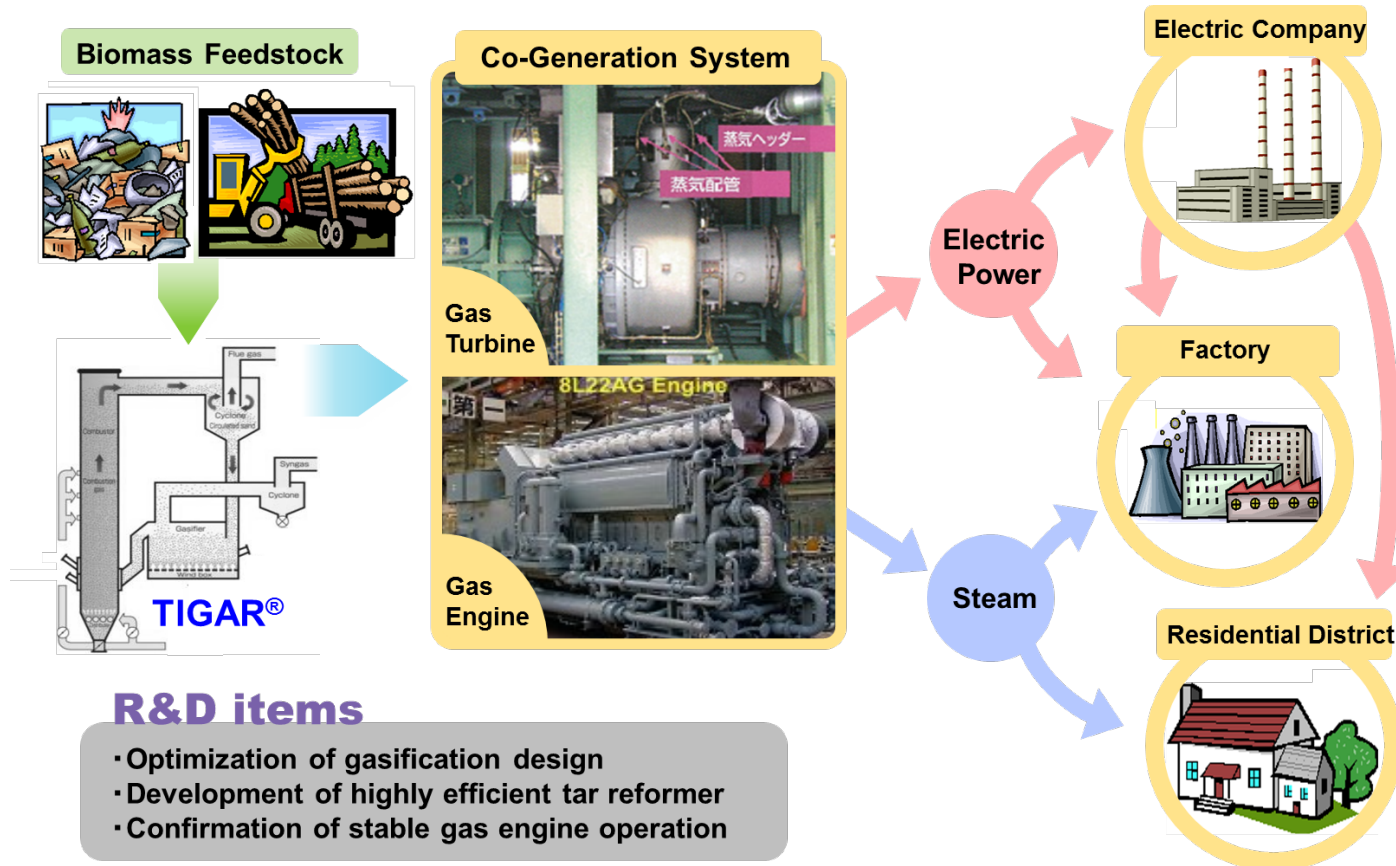 Biomass Feedstock
Co-Generation System
蒸気ヘッダー
蒸気配管
Gas
Turbine
8L22AG Engine
第一
Gas
Engine
Flue gas
Cyclone
Circulated sand
Combustor
Combustion
gas
Syngas
Cyclone
Gasifier
Wind box
TIGAR®
Electric
Power
Steam
Electric Company
Factory
Residential District
R&D items
・Optimization of gasification design
・Development of highly efficient tar reformer
・Confirmation of stable gas engine operation